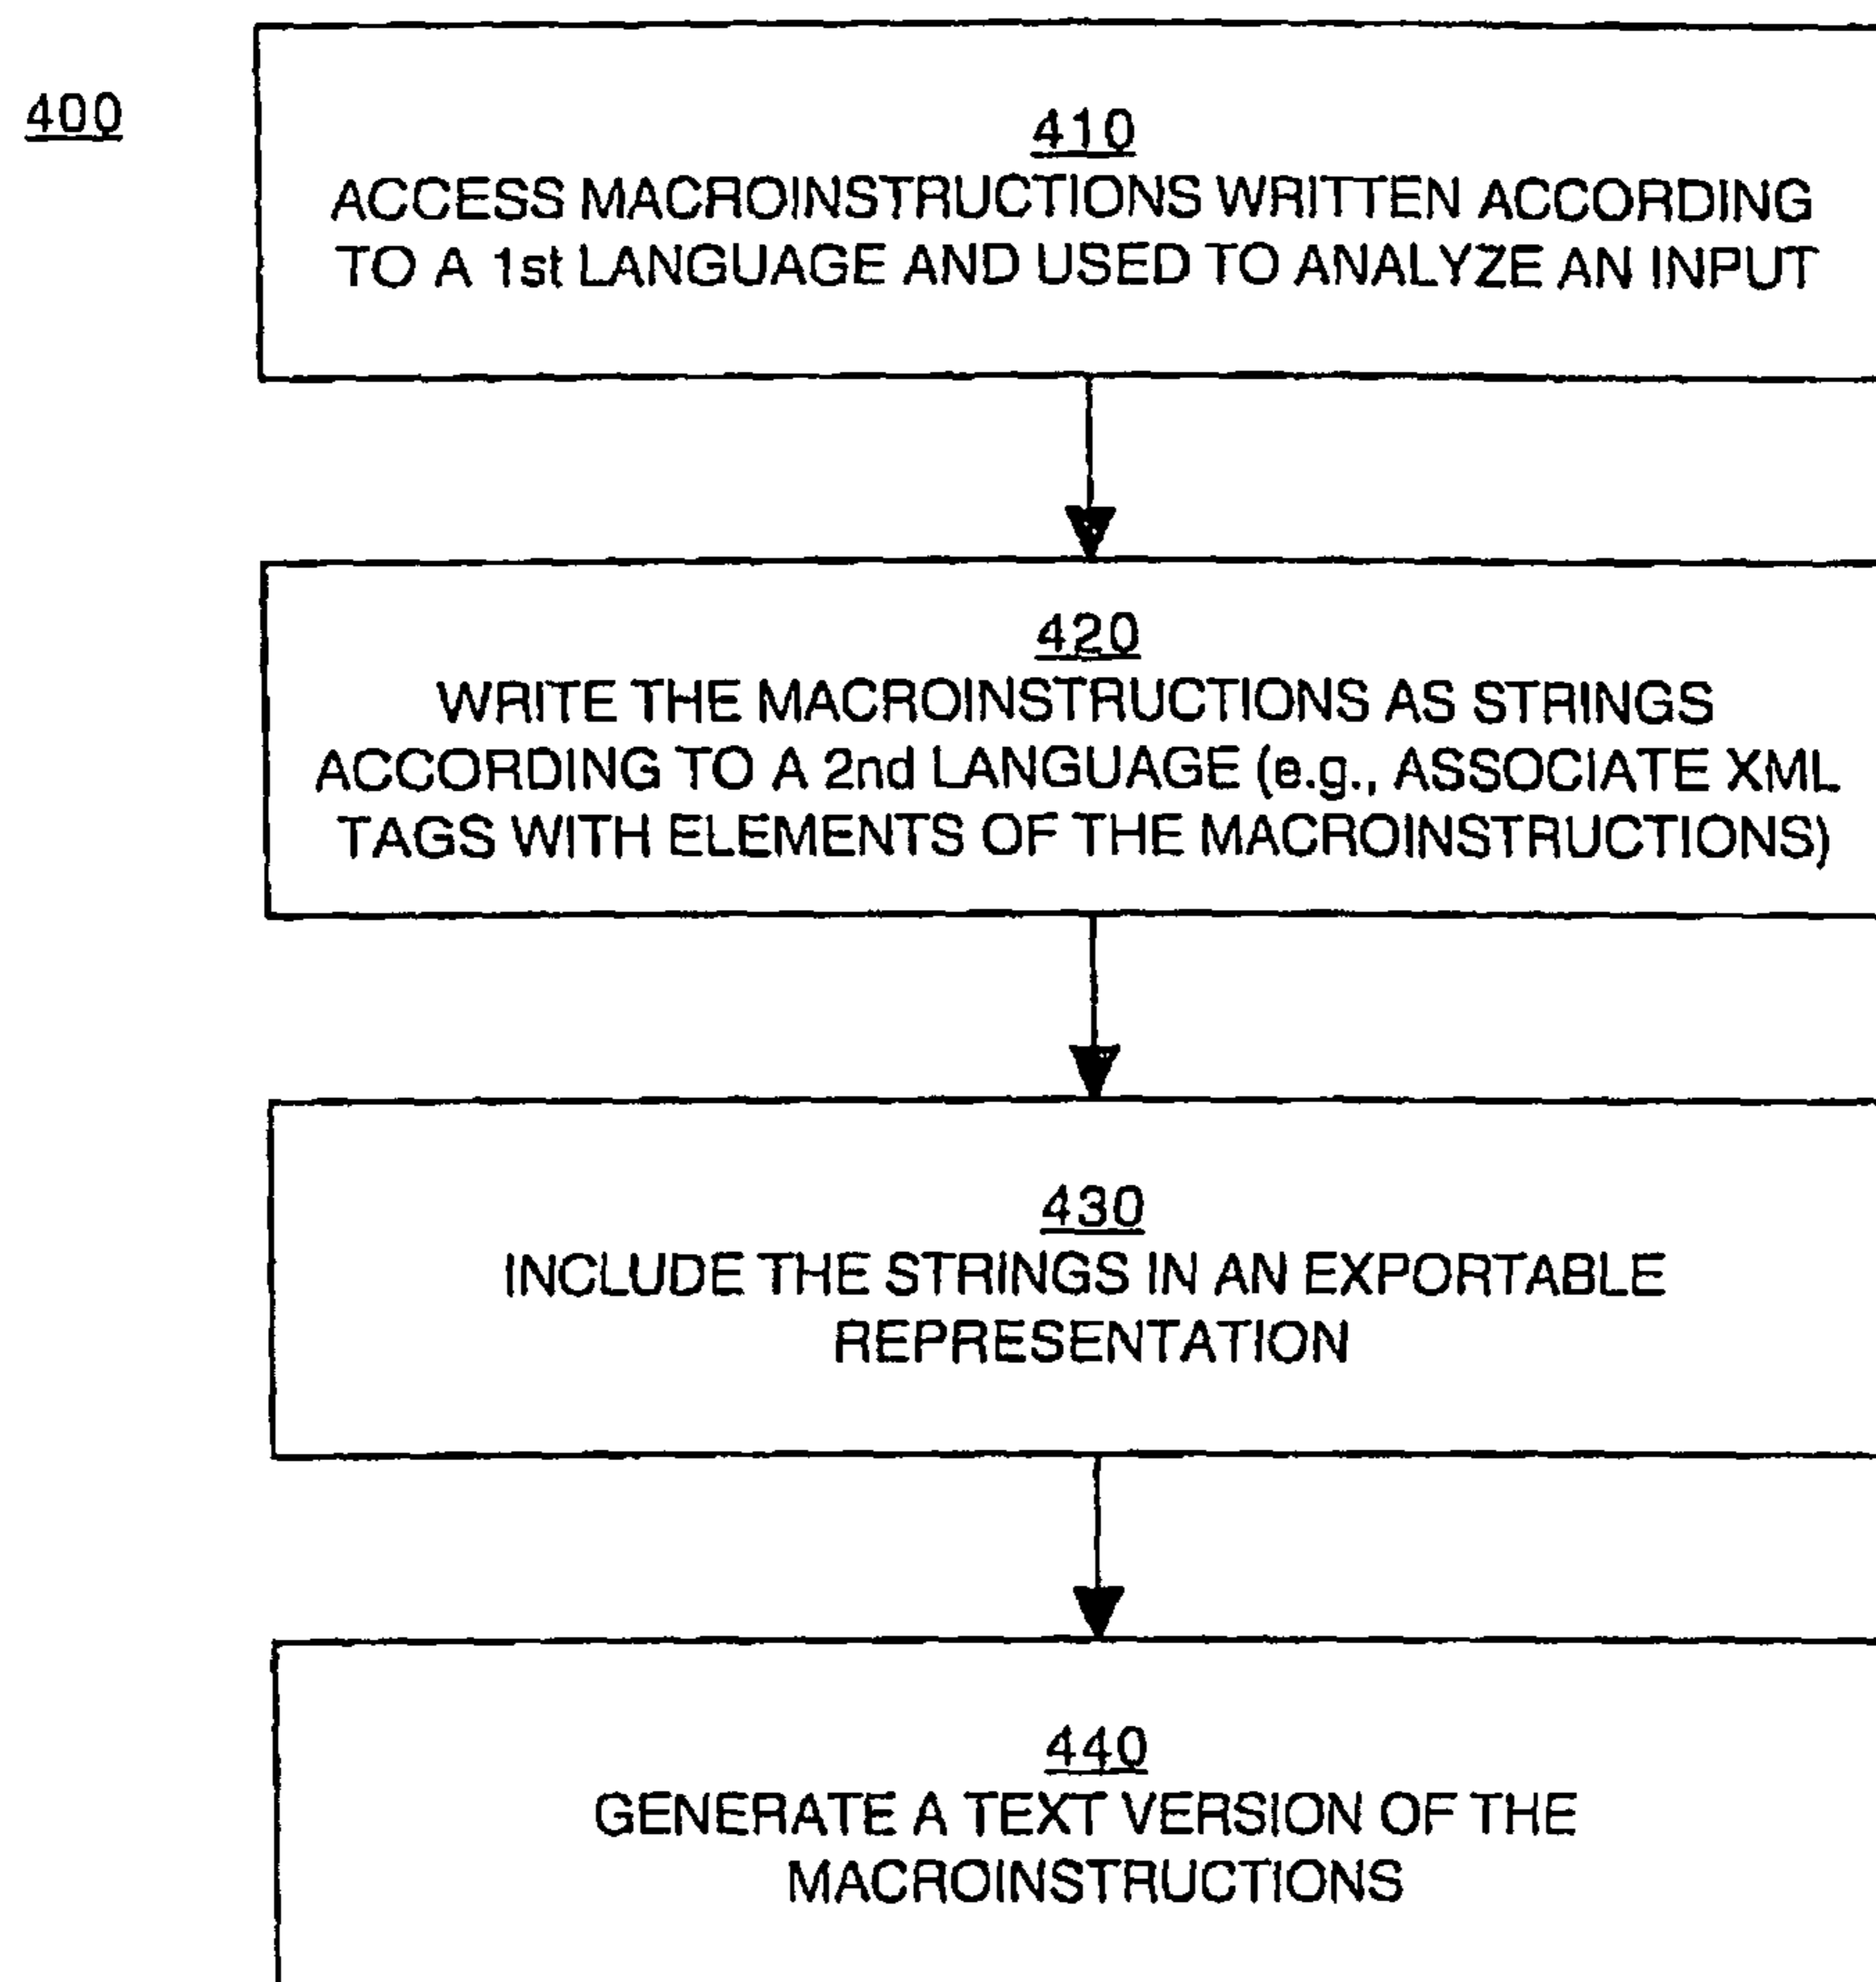 400
410
ACCESS MACROINSTRUCTIONS WRITTEN ACCORDING
TO A 1st LANGUAGE AND USED TO ANALYZE AN INPUT
420
WRITE THE MACROINSTRUCTIONS AS STRINGS
ACCORDING TO A 2nd LANGUAGE (e.g., ASSOCIATE XML
TAGS WITH ELEMENTS OF THE MACROINSTRUCTIONS)
430
INCLUDE THE STRINGS IN AN EXPORTABLE
REPRESENTATION
440
GENERATE A TEXT VERSION OF THE
MACROINSTRUCTIONS